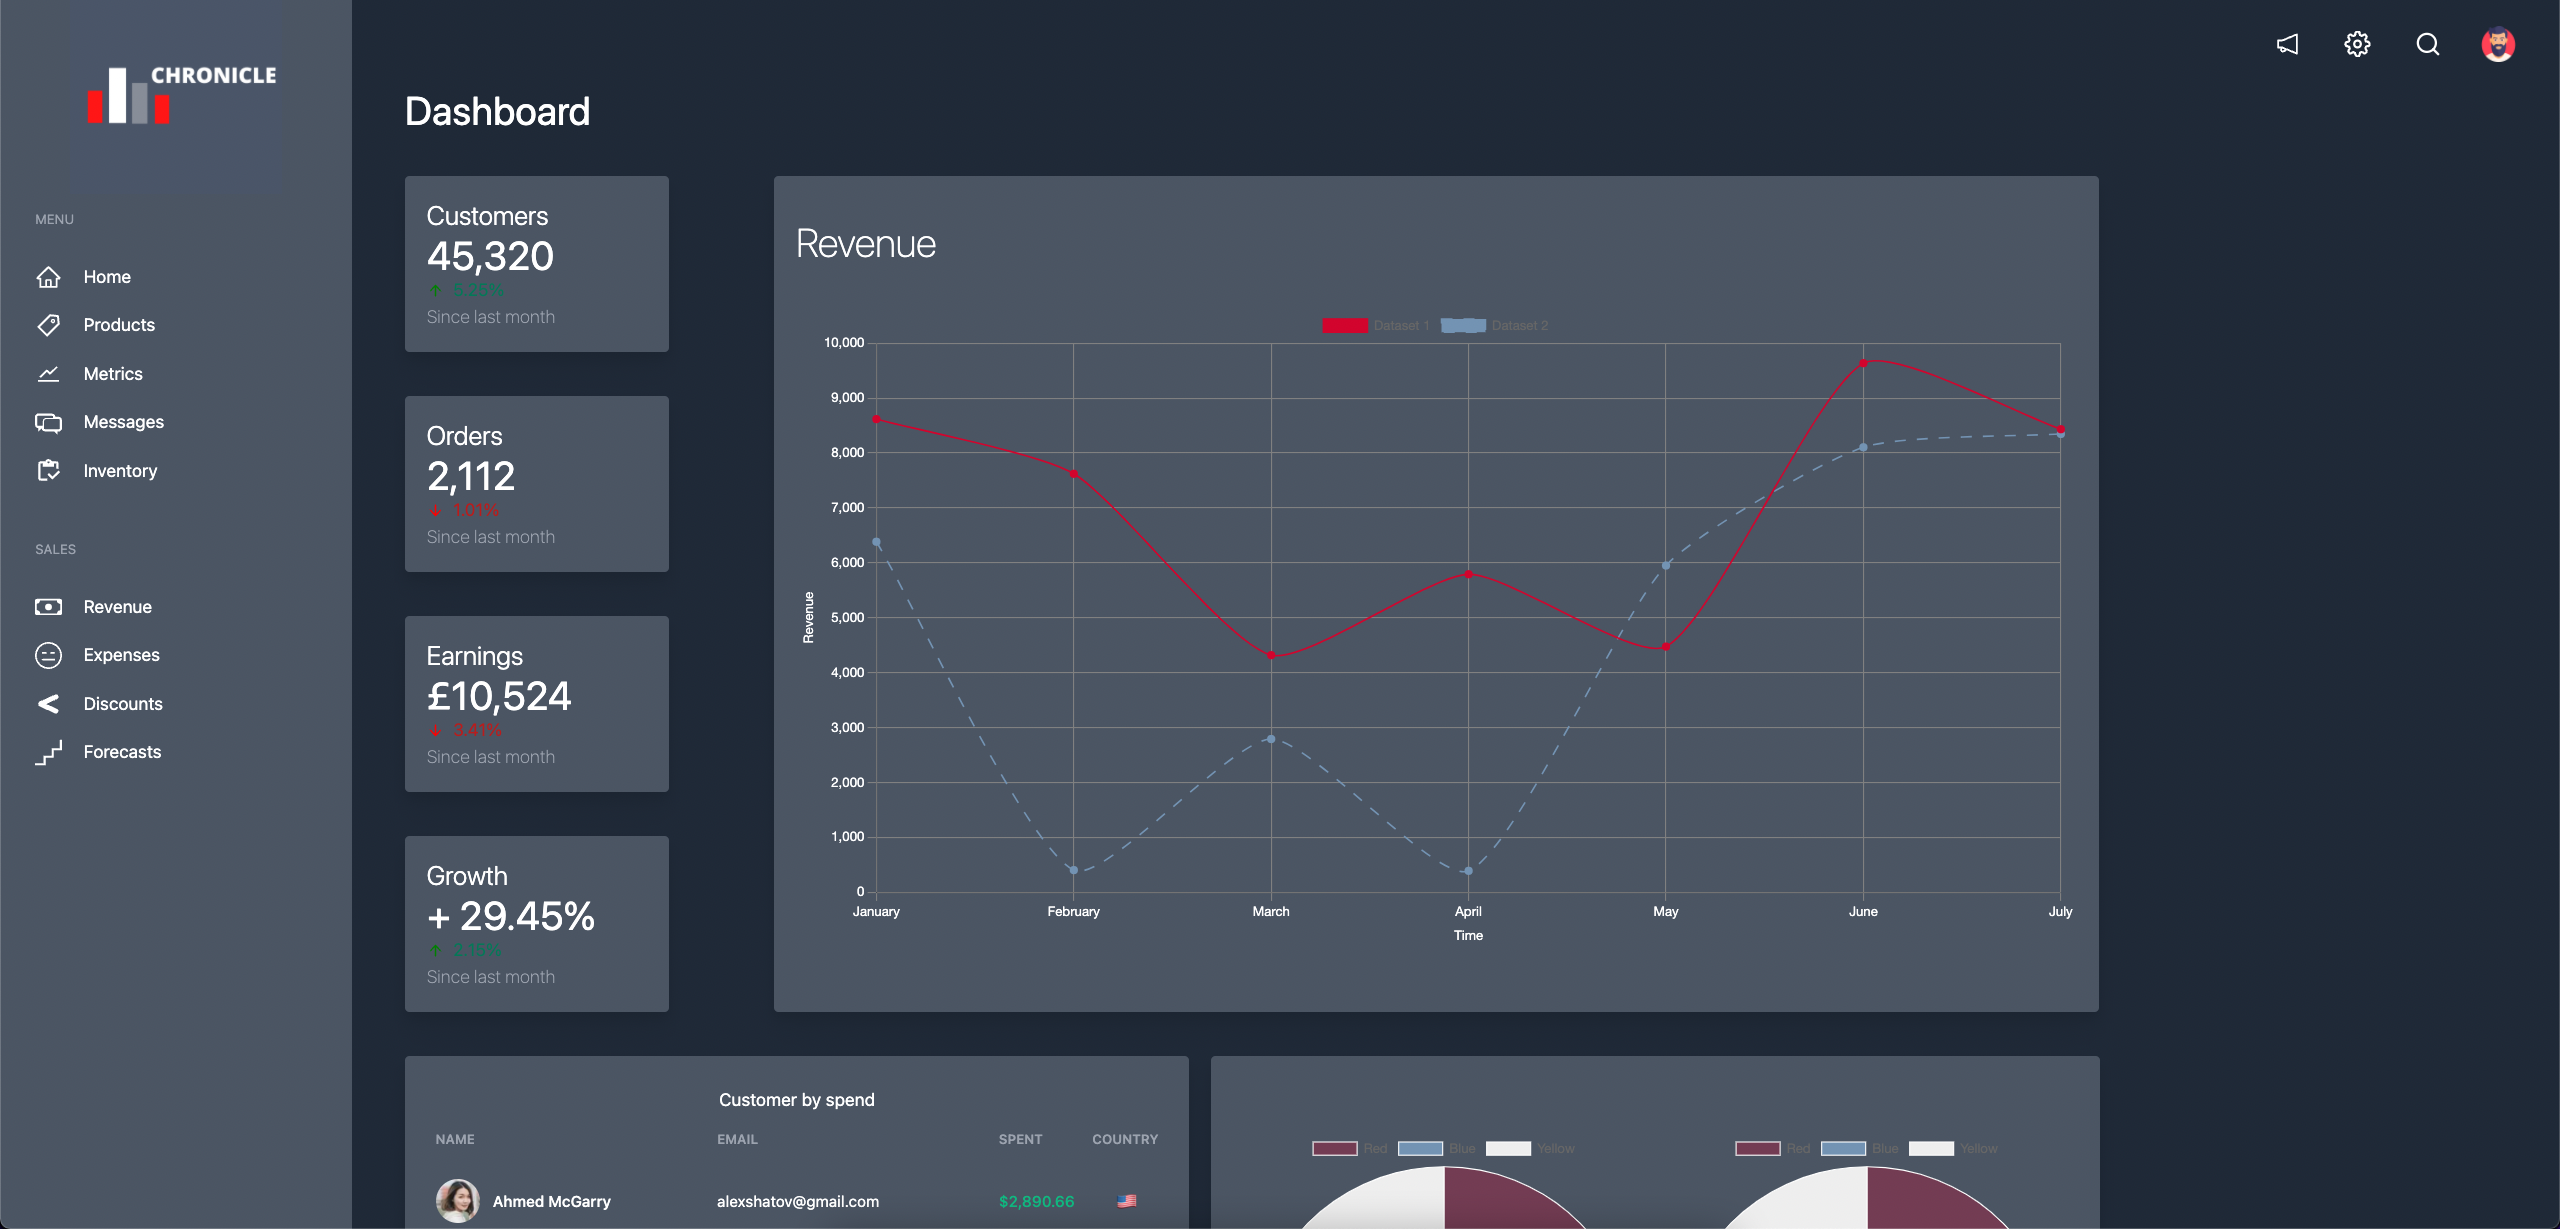 CHRONICLE
MENU
Home
Products
Metrics
Messages
Inventory
SALES
Revenue
Expenses
Discounts
Forecasts
Dashboard
Customers
45,320
Since last month
Orders
2,112
1.01%
Since last month
Earnings
£10,524
3.41%
Since last month
Growth
+ 29.45%
2.15%
Since last month
Revenue
Dataset 1 Dataset 2
10,000
9,000
8,000
7,000
6,000
5,000
4,000
3,000
2,000
1,000
0
Revenue
January February March April May June July
Time
Customer by spend
NAME EMAIL SPENT COUNTRY
Ahmed McGarry alexshatov@gmail.com $2,890.66
Red Blue Yellow
Red Blue Yellow